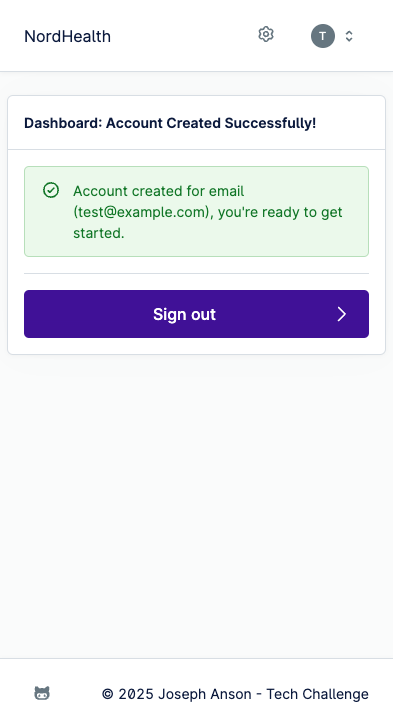 NordHealth
T
Dashboard: Account Created Successfully!
Account created for email
(test@example.com), you're ready to get
started.
Sign out
© 2025 Joseph Anson - Tech Challenge